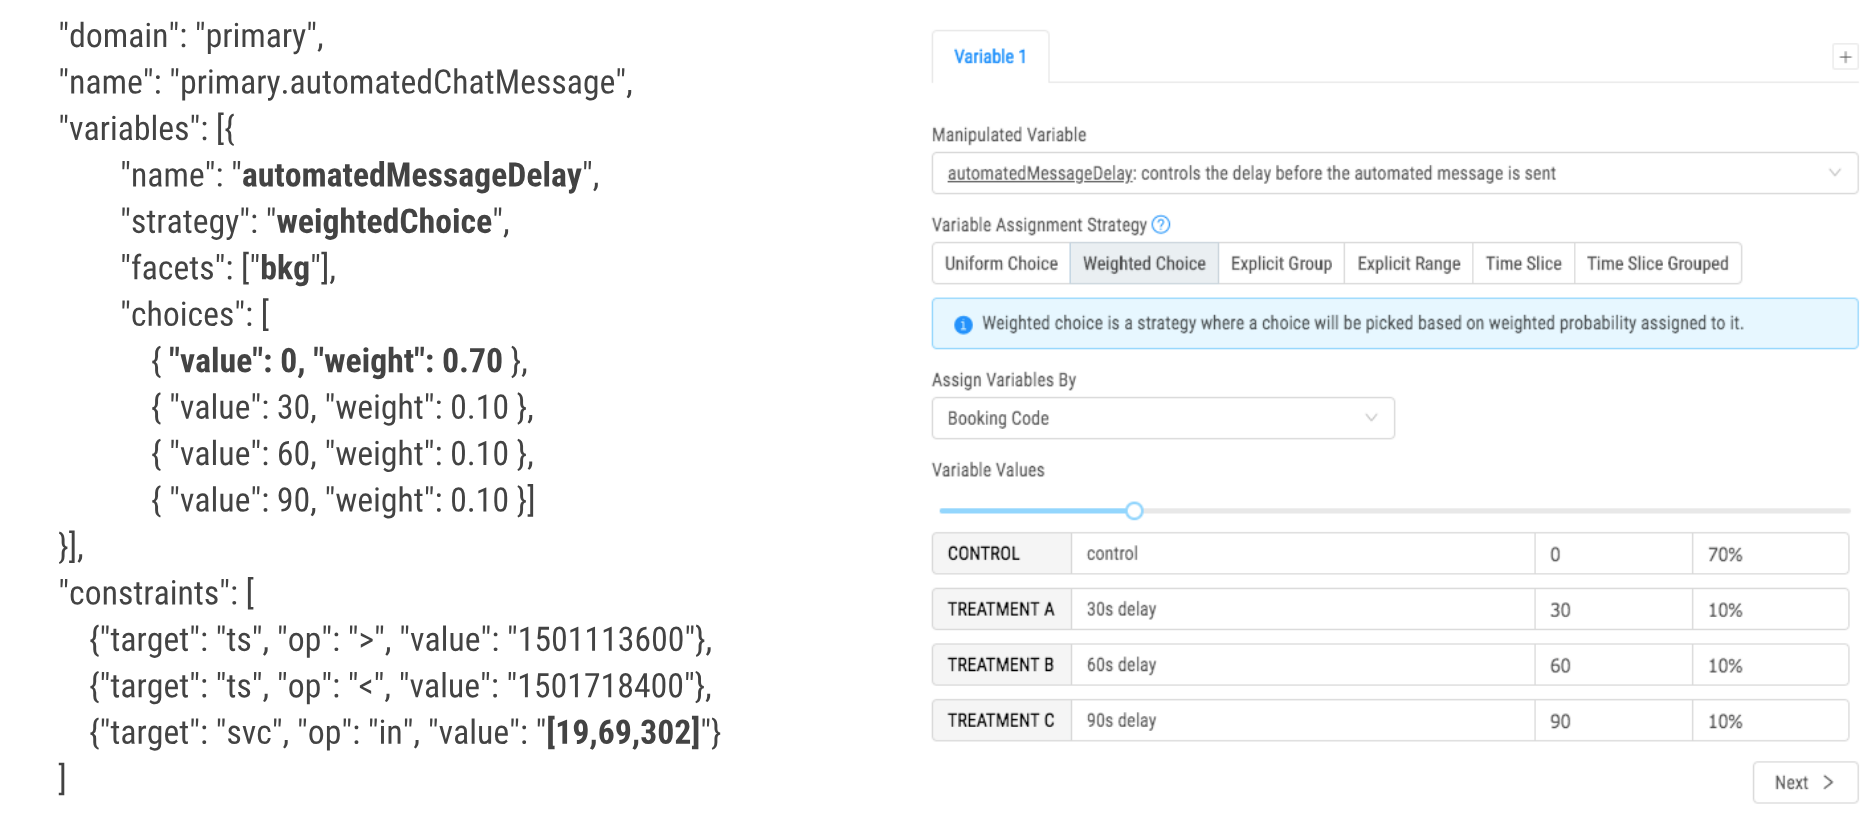 "domain": "primary",
"name": "primary.automatedChatMessage",
"variables": [{
"name": "automatedMessageDelay",
"strategy": "weightedChoice",
"facets": ["bkg"],
"choices": [
{ "value": 0, "weight": 0.70 },
{ "value": 30, "weight": 0.10 },
{ "value": 60, "weight": 0.10 },
{ "value": 90, "weight": 0.10 }]
}],
"constraints": [
{"target": "ts", "op": ">", "value": "1501113600"},
{"target": "ts", "op": "<", "value": "1501718400"},
{"target": "svc", "op": "in", "value": "[19,69,302]"}
]
Variable 1 +
Manipulated Variable
automatedMessageDelay: controls the delay before the automated message is sent
Variable Assignment Strategy ?
Uniform Choice Weighted Choice Explicit Group Explicit Range Time Slice Time Slice Grouped
i Weighted choice is a strategy where a choice will be picked based on weighted probability assigned to it.
Assign Variables By
Booking Code
Variable Values
CONTROL control 0 70%
TREATMENT A 30s delay 30 10%
TREATMENT B 60s delay 60 10%
TREATMENT C 90s delay 90 10%
Next >